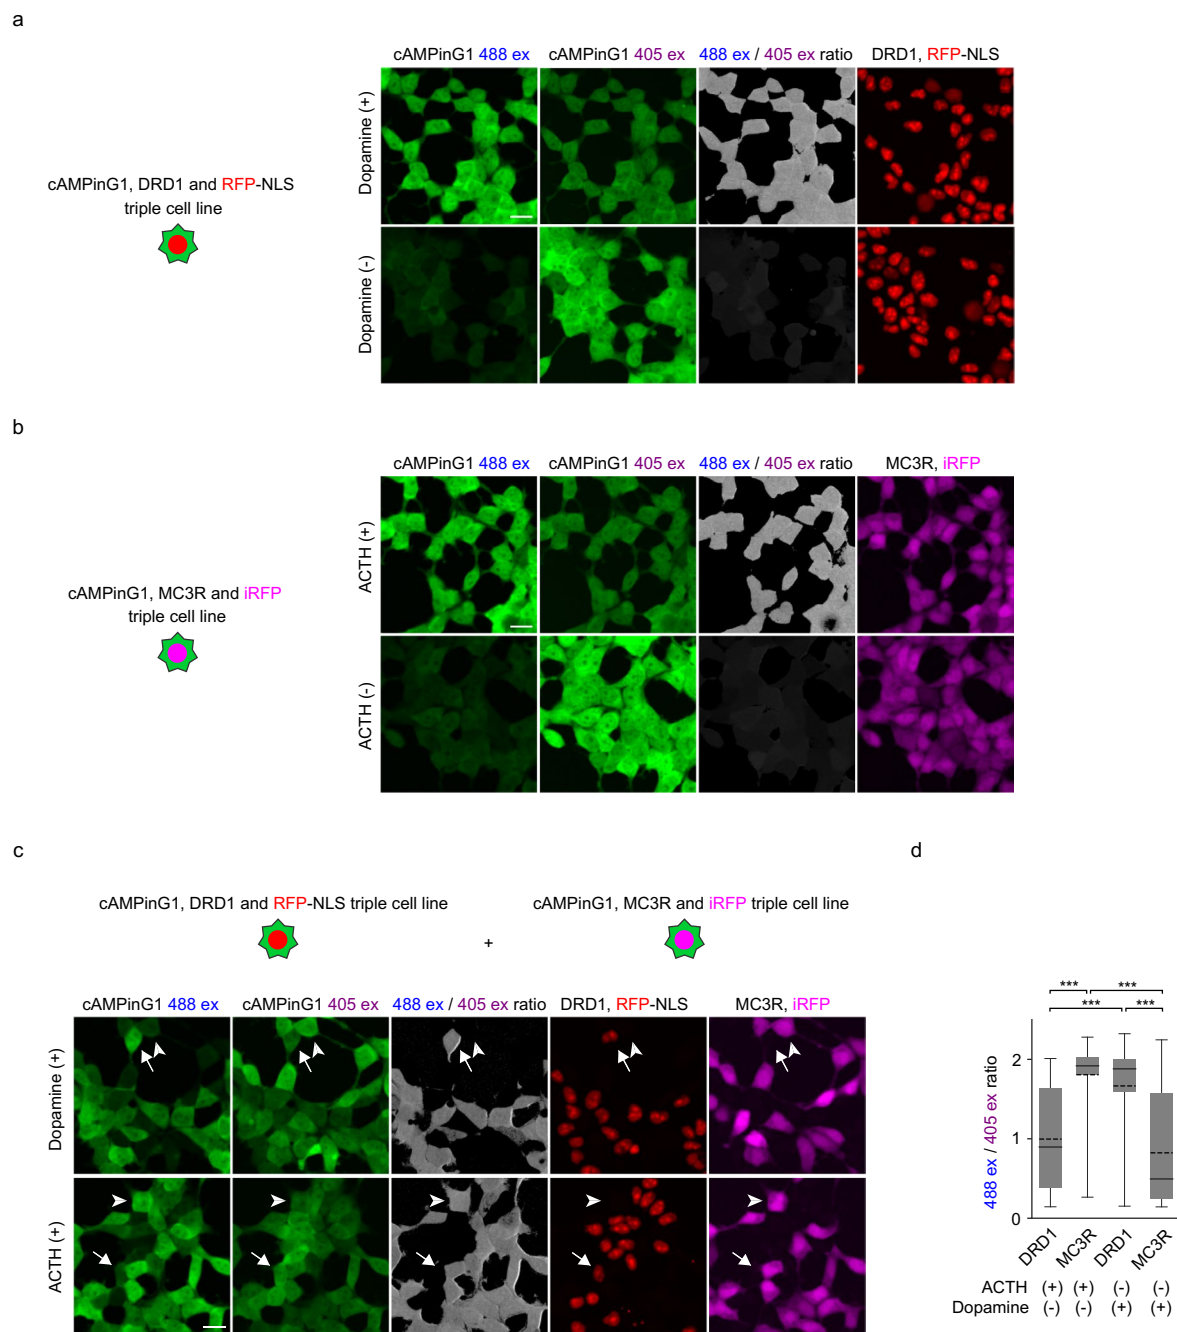 a
cAMPinG1 488 ex
cAMPinG1 405 ex
488 ex / 405 ex ratio
DRD1, RFP-NLS
cAMPinG1, DRD1 and RFP-NLS
triple cell line
Dopamine (+)
Dopamine (-)
b
cAMPinG1 488 ex
cAMPinG1 405 ex
488 ex / 405 ex ratio
MC3R, iRFP
cAMPinG1, MC3R and iRFP
triple cell line
ACTH (+)
ACTH (-)
c
cAMPinG1, DRD1 and RFP-NLS triple cell line
+
cAMPinG1, MC3R and iRFP triple cell line
cAMPinG1 488 ex
cAMPinG1 405 ex
488 ex / 405 ex ratio
DRD1, RFP-NLS
MC3R, iRFP
Dopamine (+)
ACTH (+)
d
*** ***
*** ***
488 ex / 405 ex ratio
2
1
0
DRD1 MC3R DRD1 MC3R
ACTH (+) (+) (-) (-)
Dopamine (-) (-) (+) (+)